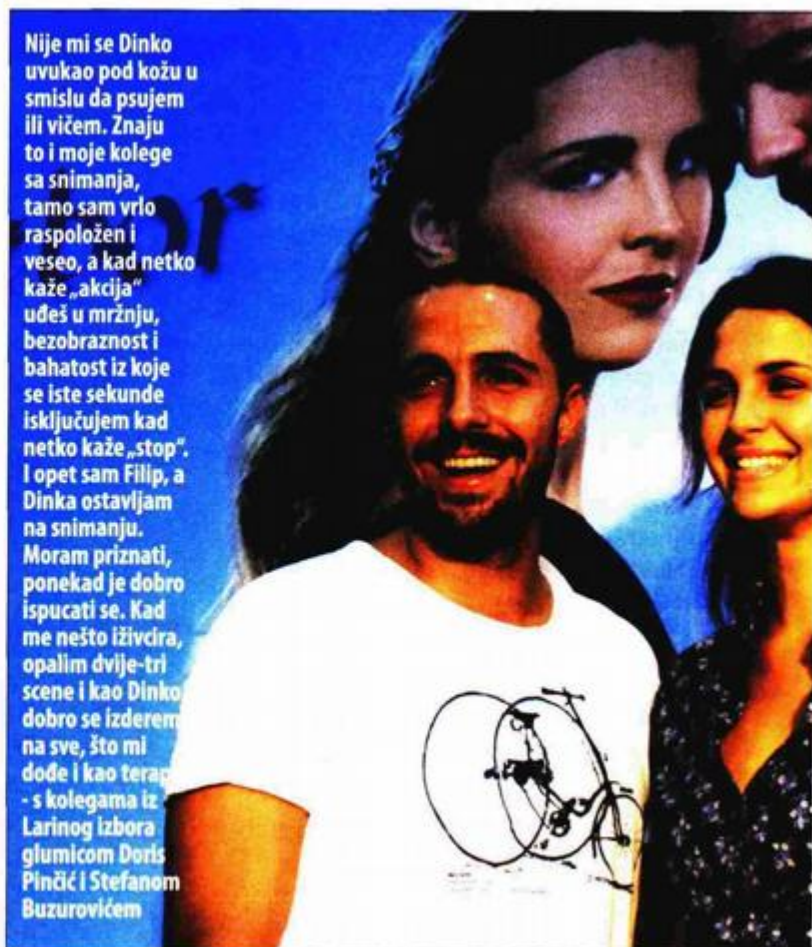 Nije mi se Dinko
uvukao pod kožu u
smislu da psujem
ili vičem. Znaju
to i moje kolege
sa snimanja,
tamo sam vrlo
raspoložen i
veseo, a kad netko
kaže „akcija“
uđeš u mržnju,
bezobraznost i
bahatost iz koje
se iste sekunde
isključujem kad
netko kaže „stop“.
I opet sam Filip, a
Dinka ostavljam
na snimanju.
Moram priznati,
ponekad je dobro
ispucati se. Kad
me nešto iživcira,
opalim dvije-tri
scene i kao Dinko
dobro se izderem
na sve, što mi
dođe i kao terap
- s kolegama iz
Larinog izbora
glumicom Doris
Pinčić i Stefanom
Buzurovićem